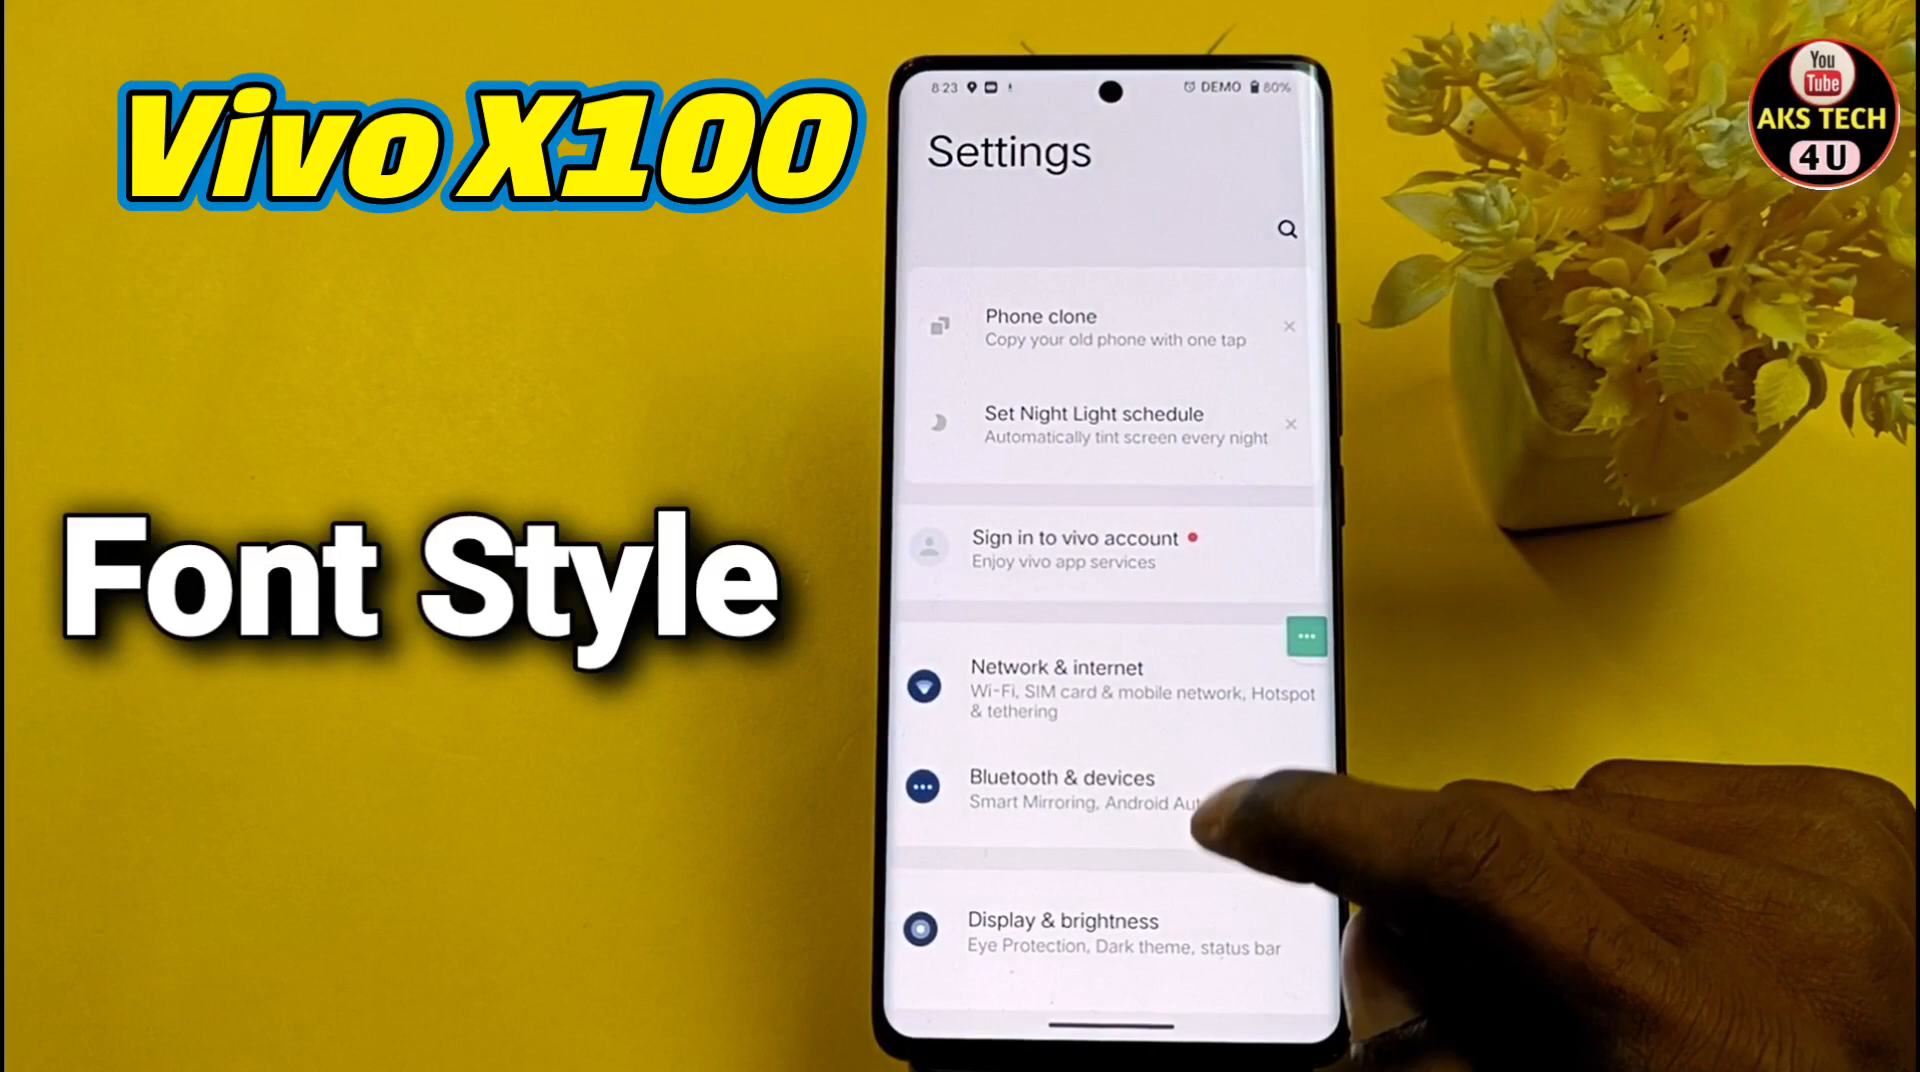 Vivo X100
Font Style
You
Tube
AKS TECH
4 U
8:23
DEMO 80%
Settings
Phone clone
Copy your old phone with one tap
Set Night Light schedule
Automatically tint screen every night
Sign in to vivo account
Enjoy vivo app services
Network & internet
Wi-Fi, SIM card & mobile network, Hotspot
& tethering
Bluetooth & devices
Smart Mirroring, Android Aut
Display & brightness
Eye Protection, Dark theme, status bar